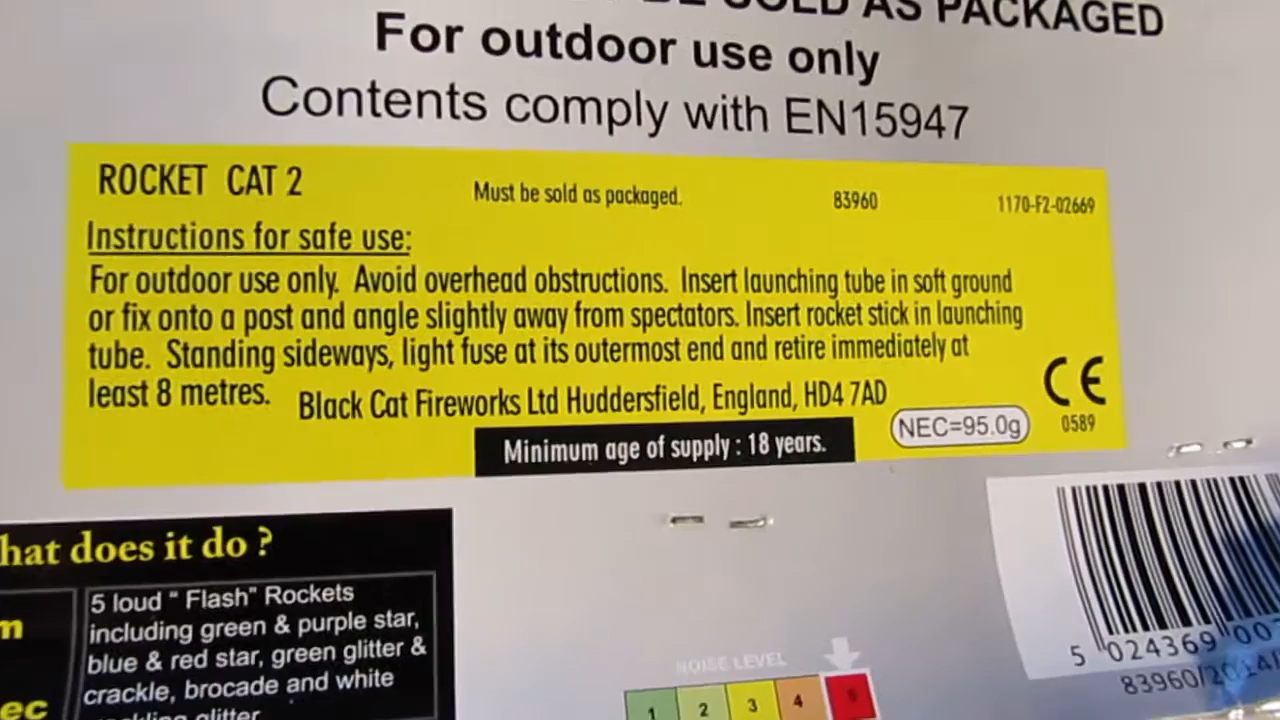 SOLD AS PACKAGED
For outdoor use only
Contents comply with EN15947
ROCKET CAT 2 Must be sold as packaged. 83960 1170-F2-02669
Instructions for safe use:
For outdoor use only. Avoid overhead obstructions. Insert launching tube in soft ground
or fix onto a post and angle slightly away from spectators. Insert rocket stick in launching
tube. Standing sideways, light fuse at its outermost end and retire immediately at
least 8 metres. Black Cat Fireworks Ltd Huddersfield, England, HD4 7AD
CE
0589
NEC=95.0g
Minimum age of supply : 18 years.
hat does it do ?
5 loud “ Flash” Rockets
including green & purple star,
blue & red star, green glitter &
crackle, brocade and white
glitter
m
ec
NOISE LEVEL
1 2 3 4 5
5 024369 00